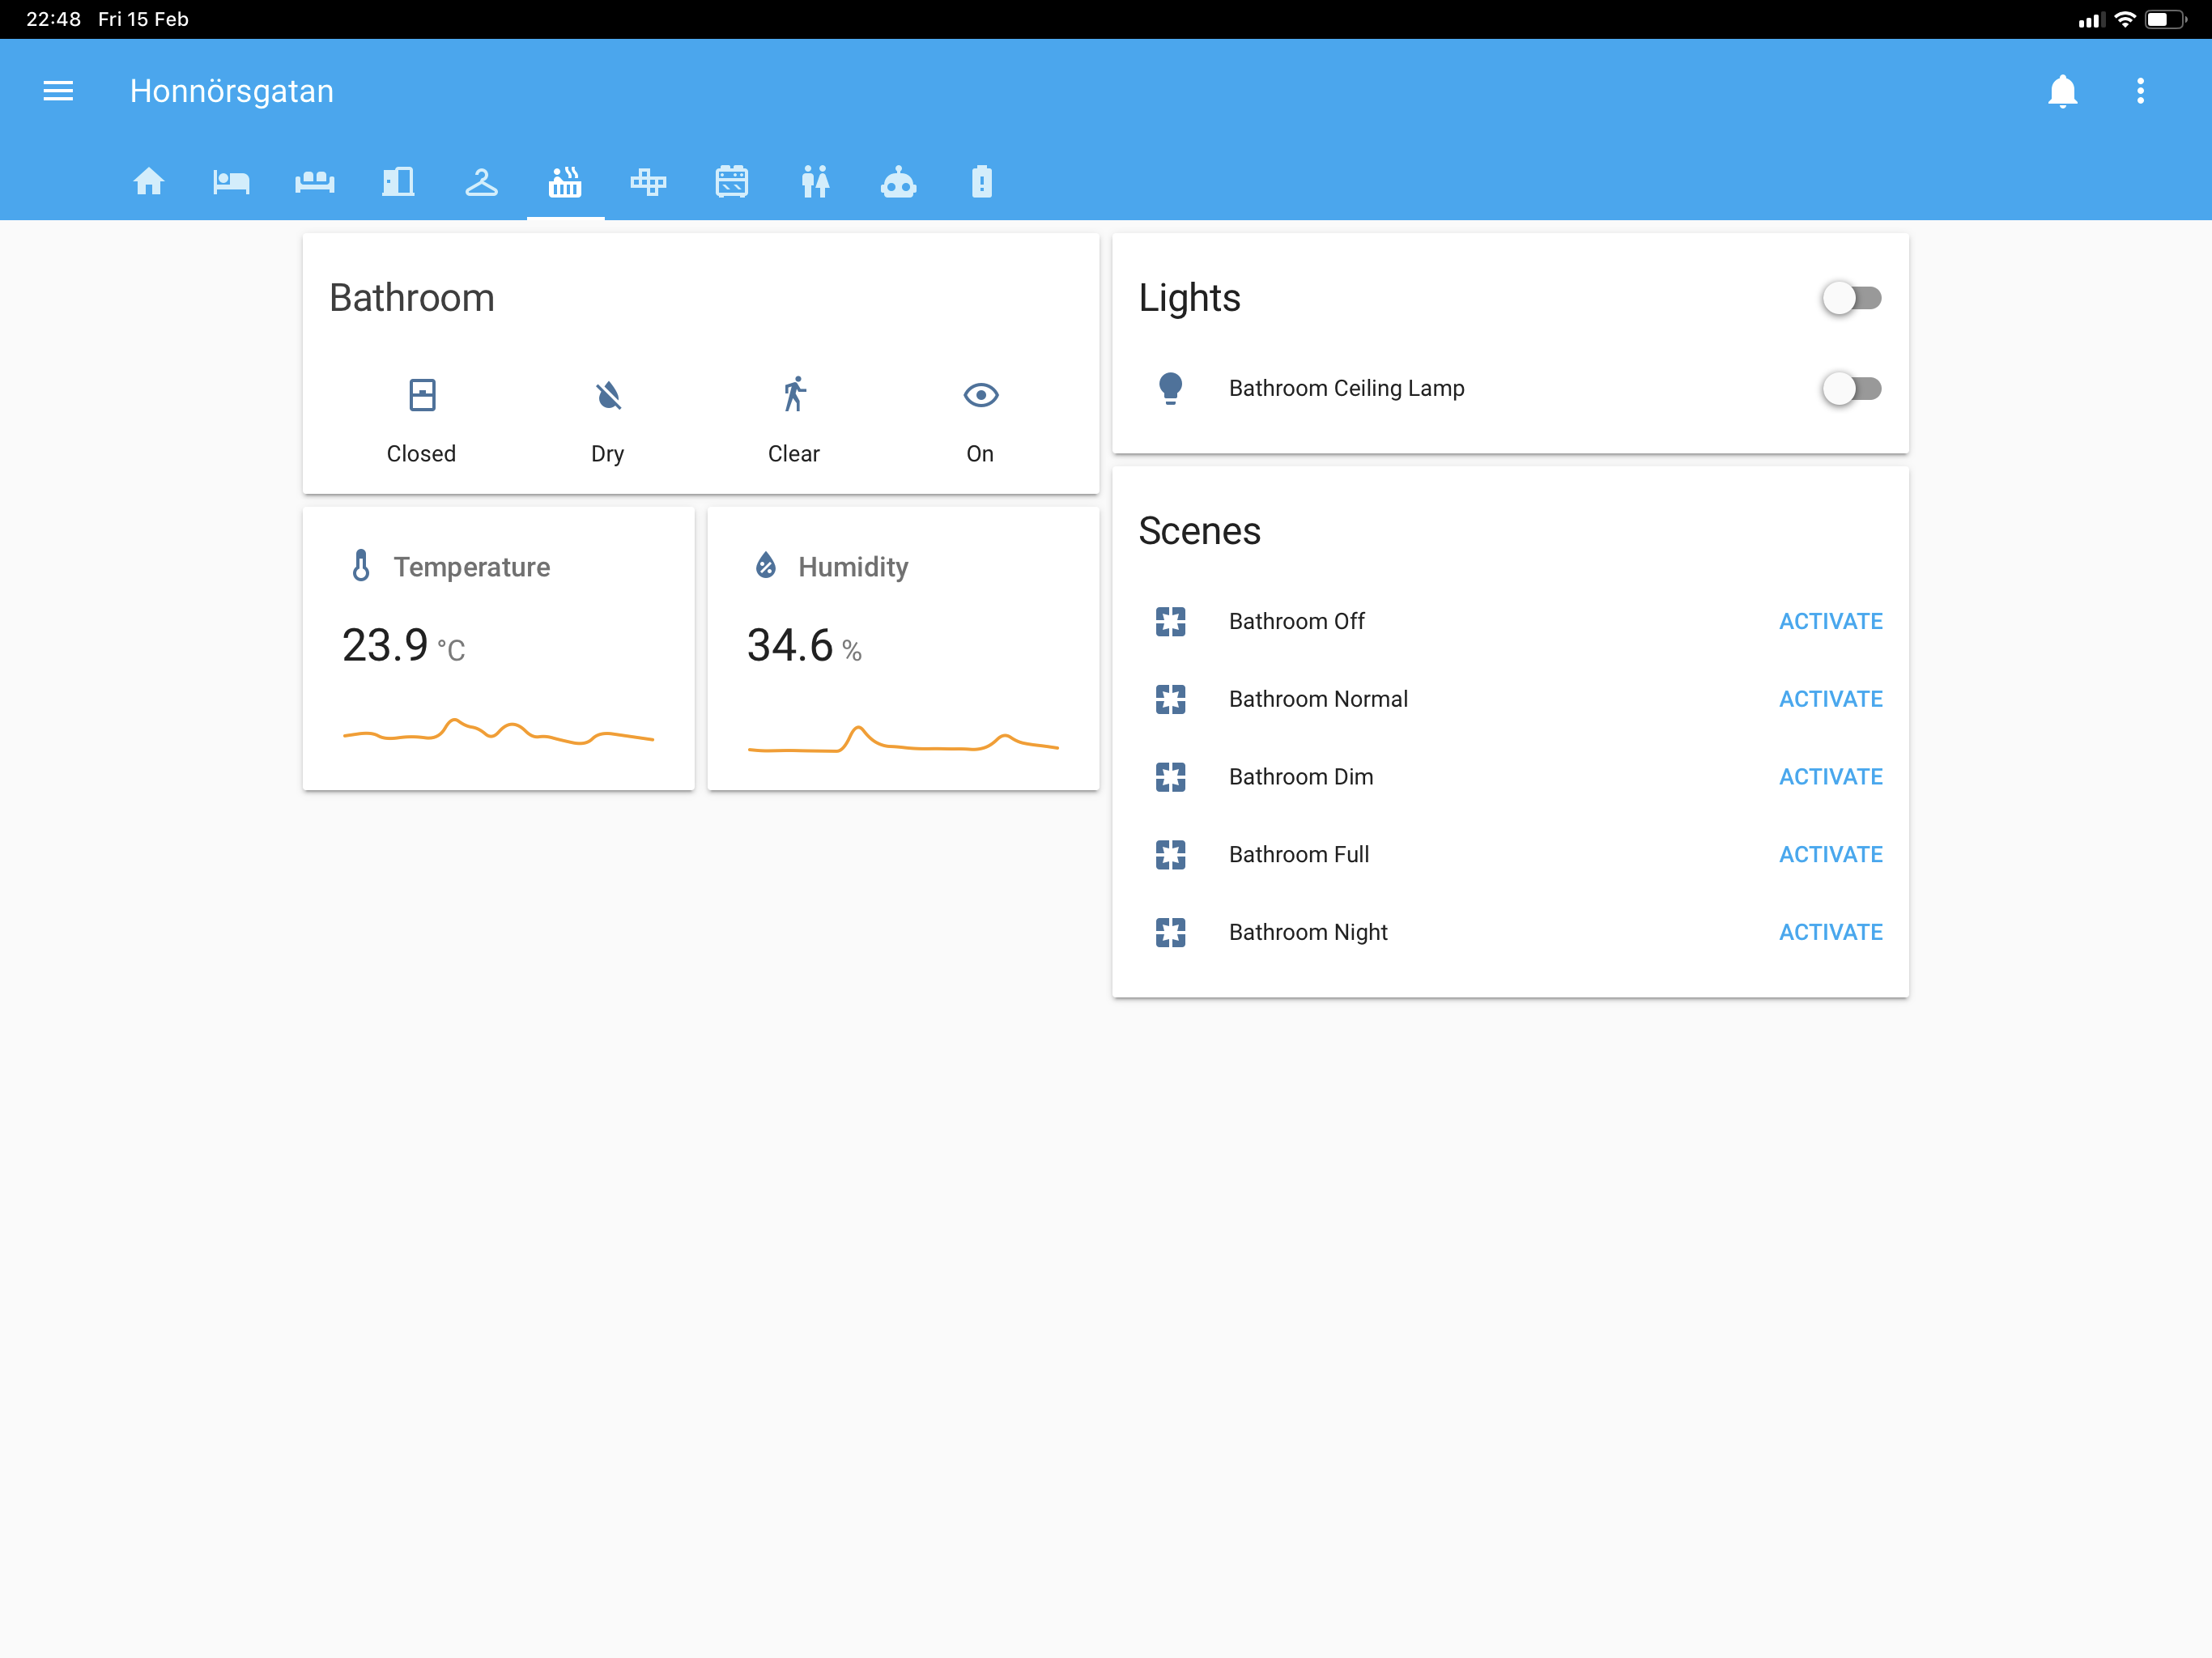 22:48 Fri 15 Feb
Honnörsgatan
Bathroom
Closed Dry Clear On
Temperature
23.9 °C
Humidity
34.6 %
Lights
Bathroom Ceiling Lamp
Scenes
Bathroom Off ACTIVATE
Bathroom Normal ACTIVATE
Bathroom Dim ACTIVATE
Bathroom Full ACTIVATE
Bathroom Night ACTIVATE